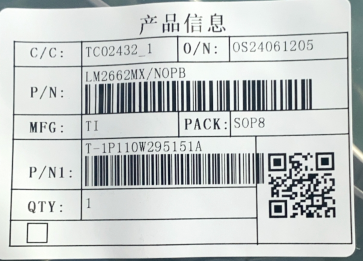 产品信息
C/C: TC02432_1 O/N: OS24061205
P/N: LM2662MX/NOPB
MFG: TI PACK: SOP8
P/N1: T-1P110W295151A
QTY: 1